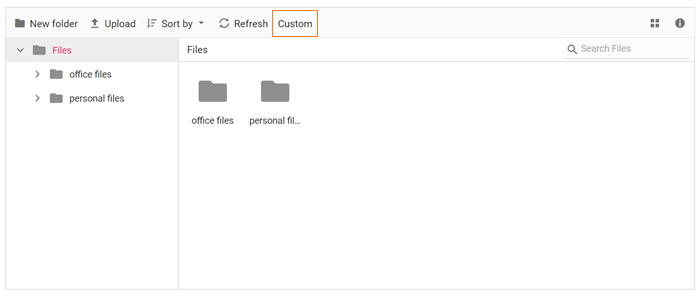 New folder Upload Sort by Refresh Custom
Files
office files
personal files
Files Search Files
office files personal fil...